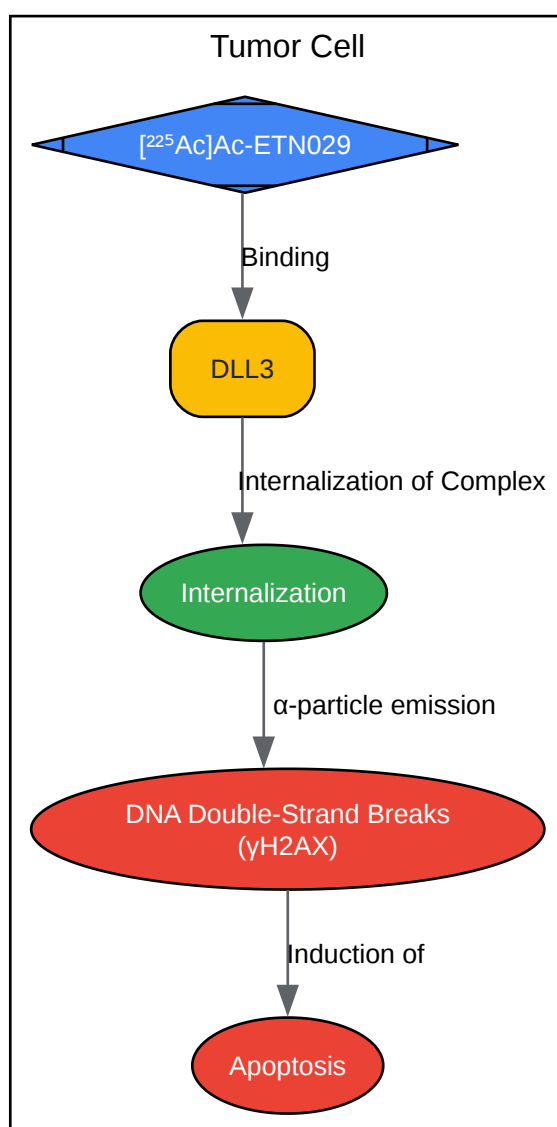 Tumor Cell
[²²⁵Ac]Ac-ETN029
Binding
DLL3
Internalization of Complex
Internalization
α-particle emission
DNA Double-Strand Breaks
(γH2AX)
Induction of
Apoptosis